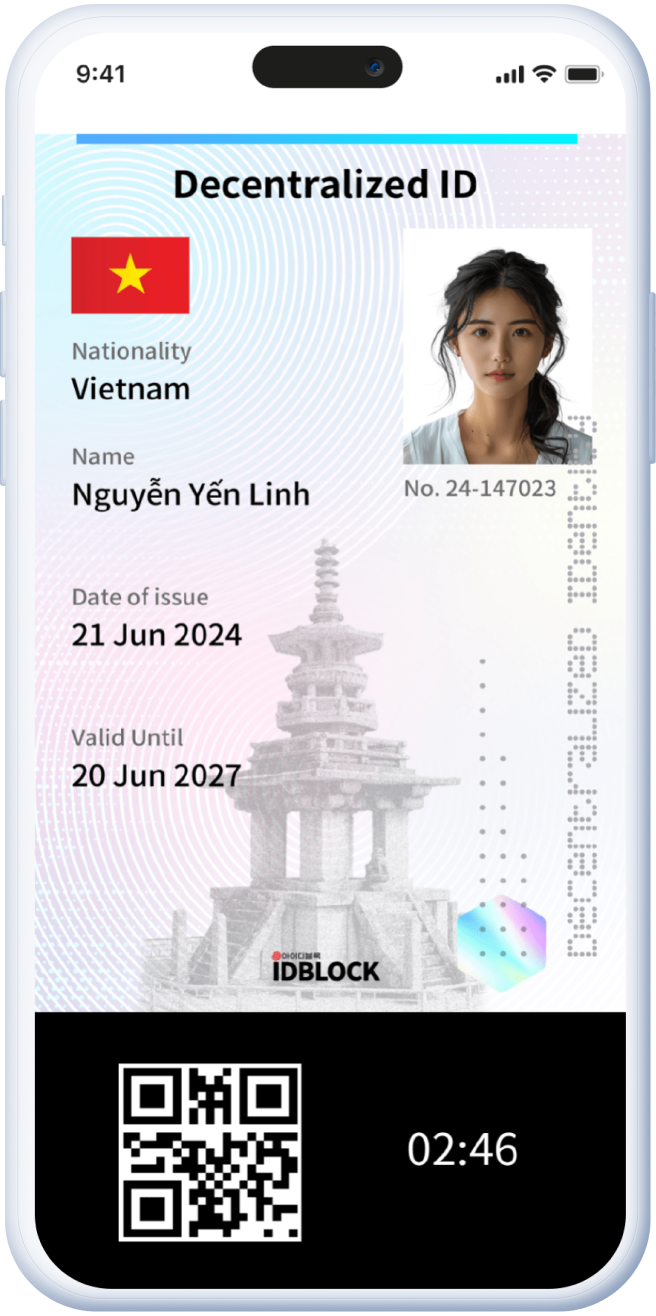 9:41
Decentralized ID
Nationality
Vietnam
Name
Nguyễn Yến Linh
No. 24-147023
Date of issue
21 Jun 2024
Valid Until
20 Jun 2027
Decentralized Identity
아이디블록
IDBLOCK
02:46